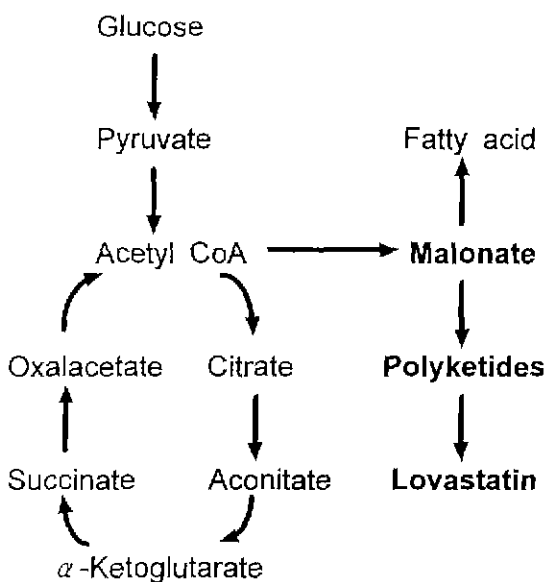 Glucose
Pyruvate
Fatty acid
Acetyl CoA
Malonate
Oxalacetate
Citrate
Polyketides
Succinate
Aconitate
Lovastatin
α-Ketoglutarate